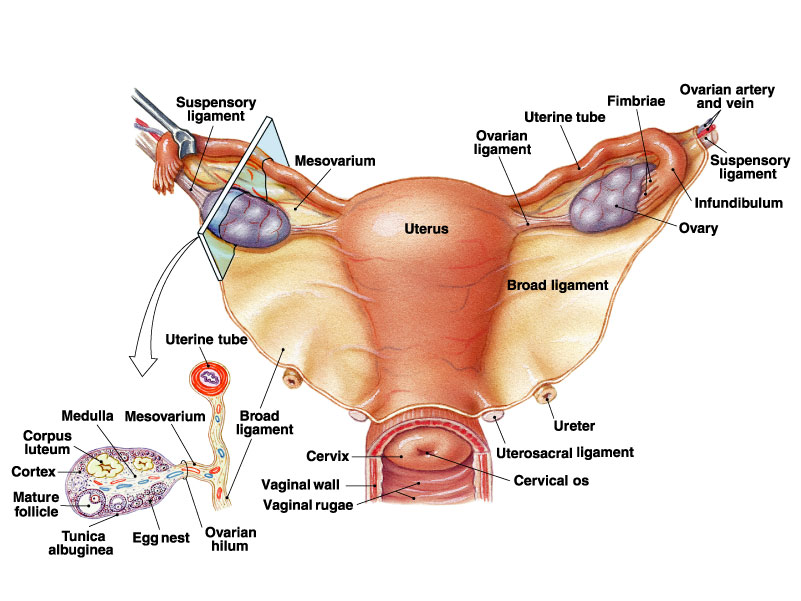 Suspensory
ligament
Mesovarium
Ovarian
ligament
Uterine tube
Fimbriae
Ovarian artery
and vein
Suspensory
ligament
Infundibulum
Ovary
Uterus
Broad ligament
Uterine tube
Medulla
Mesovarium
Broad
ligament
Corpus
luteum
Cortex
Mature
follicle
Tunica
albuginea
Egg nest
Ovarian
hilum
Cervix
Vaginal wall
Vaginal rugae
Ureter
Uterosacral ligament
Cervical os